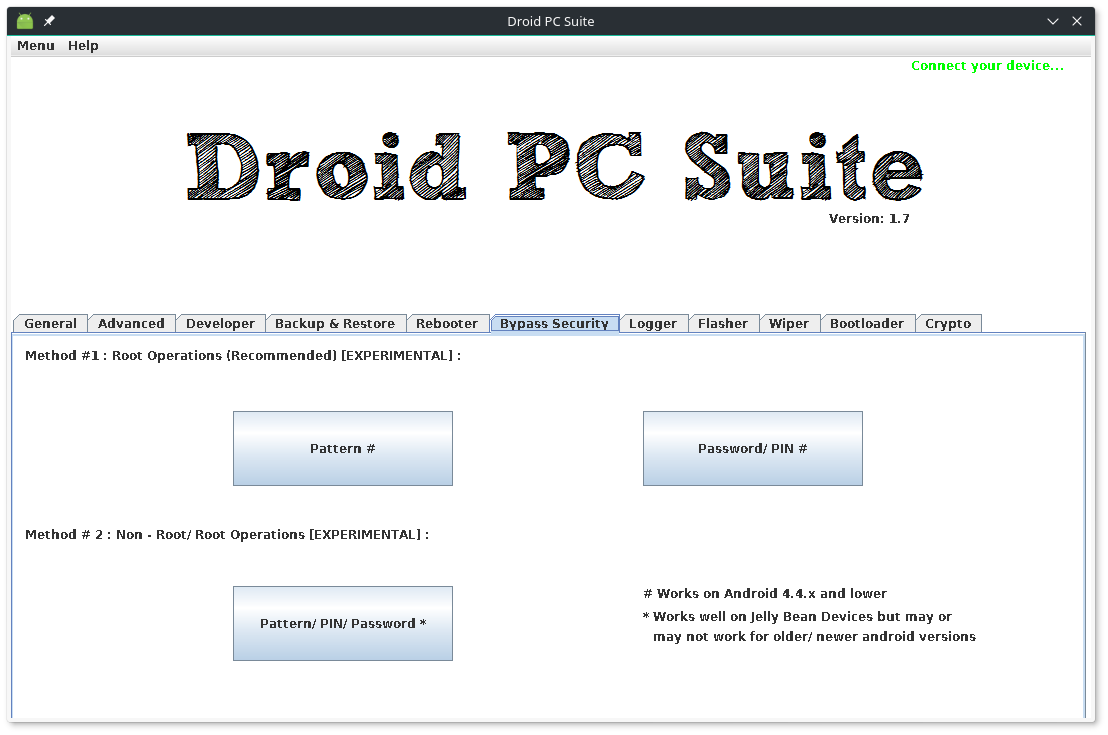 Droid PC Suite
Menu Help
Connect your device...
Droid PC Suite
Version: 1.7
General Advanced Developer Backup & Restore Rebooter Bypass Security Logger Flasher Wiper Bootloader Crypto
Method #1 : Root Operations (Recommended) [EXPERIMENTAL] :
Pattern # Password/ PIN #
Method # 2 : Non - Root/ Root Operations [EXPERIMENTAL] :
# Works on Android 4.4.x and lower
Pattern/ PIN/ Password *
* Works well on Jelly Bean Devices but may or
may not work for older/ newer android versions